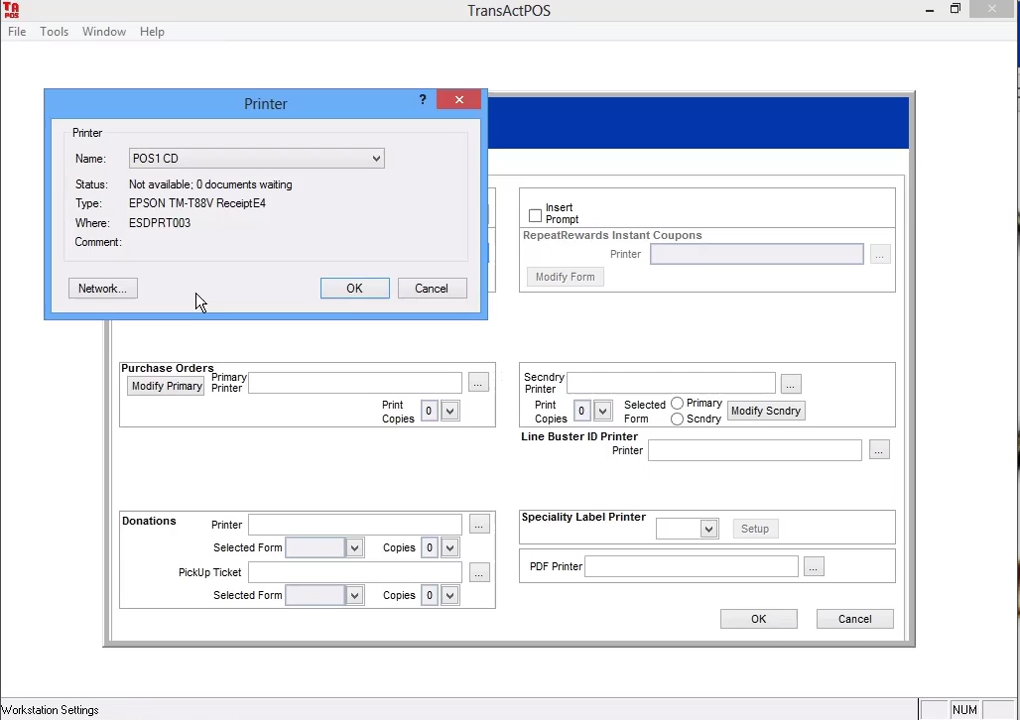 TA
POS
TransActPOS
File Tools Window Help
Printer
?
Printer
Name: POS1 CD
Status: Not available; 0 documents waiting
Type: EPSON TM-T88V ReceiptE4
Where: ESDPRT003
Comment:
Network... OK Cancel
Insert
Prompt
RepeatRewards Instant Coupons
Printer ...
Modify Form
Purchase Orders
Modify Primary
Primary
Printer ...
Print
Copies 0
Secndry
Printer ...
Print
Copies 0
Selected
Form
Primary
Scndry
Modify Scndry
Line Buster ID Printer
Printer ...
Donations
Printer ...
Selected Form Copies 0
PickUp Ticket ...
Selected Form Copies 0
Speciality Label Printer
Setup
PDF Printer ...
OK Cancel
Workstation Settings
NUM